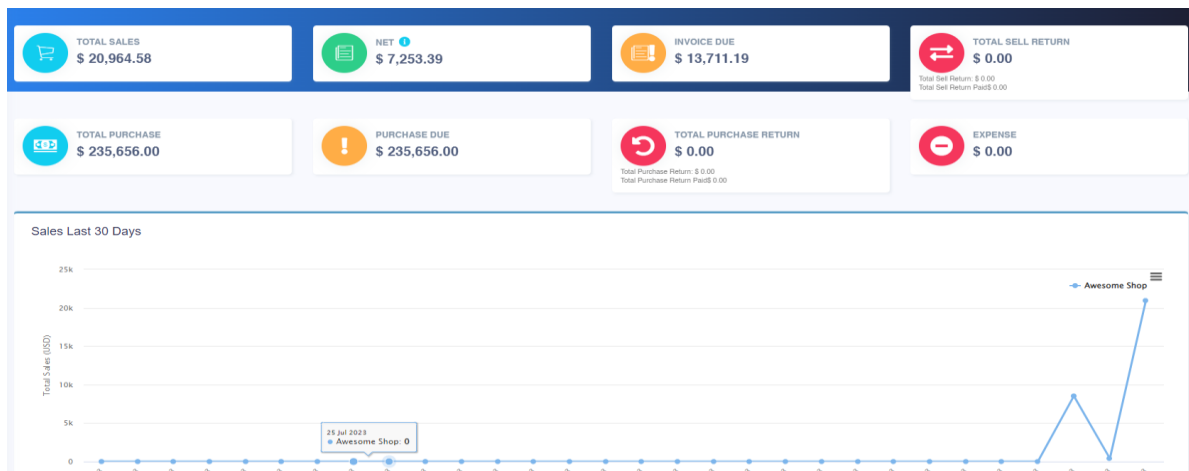 TOTAL SALES
$ 20,964.58
NET
$ 7,253.39
INVOICE DUE
$ 13,711.19
TOTAL SELL RETURN
$ 0.00
Total Sell Return: $ 0.00
Total Sell Return Paid$ 0.00
TOTAL PURCHASE
$ 235,656.00
PURCHASE DUE
$ 235,656.00
TOTAL PURCHASE RETURN
$ 0.00
Total Purchase Return: $ 0.00
Total Purchase Return Paid$ 0.00
EXPENSE
$ 0.00
Sales Last 30 Days
Awesome Shop
Total Sales (USD)
25k
20k
15k
10k
5k
0
25 Jul 2023
Awesome Shop: 0